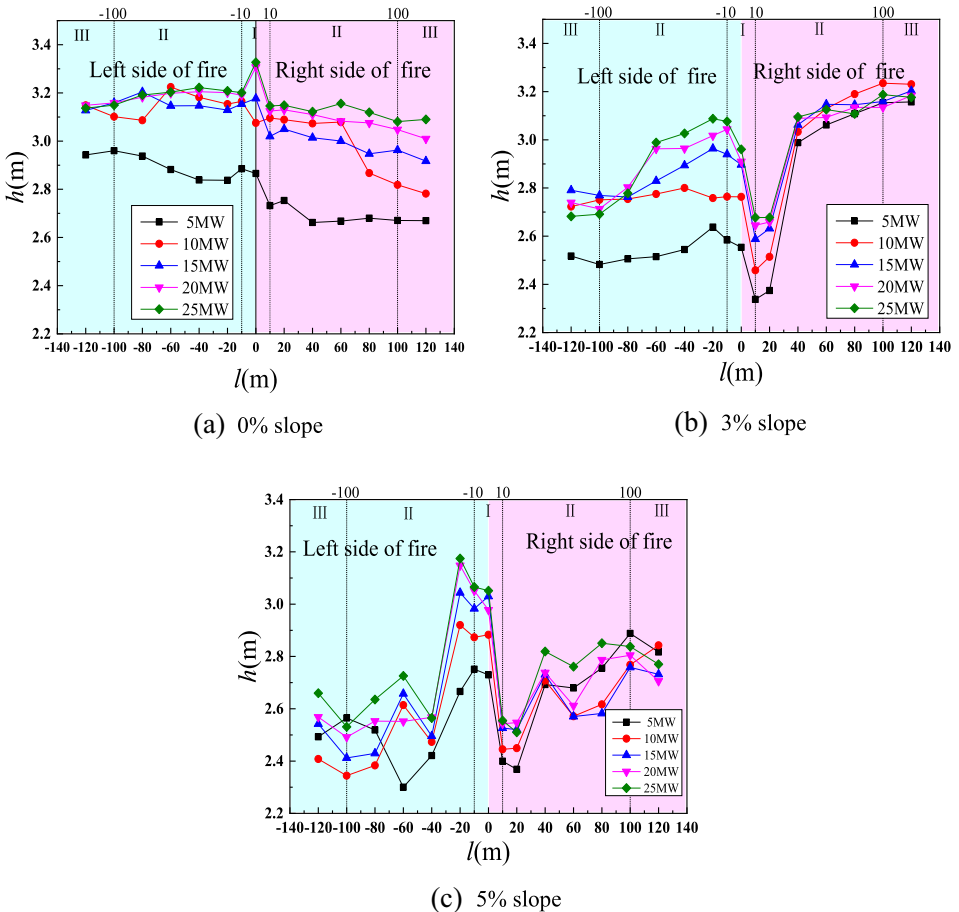 -100 -10 10 100
3.4
III II I II III
Left side of fire Right side of fire
3.2
3.0
h(m)
2.8
2.6
2.4
2.2
5MW
10MW
15MW
20MW
25MW
-140 -120 -100 -80 -60 -40 -20 0 20 40 60 80 100 120 140
l(m)
(a) 0% slope
-100 -10 10 100
3.4
III II I II III
Left side of fire Right side of fire
3.2
3.0
h(m)
2.8
2.6
2.4
2.2
5MW
10MW
15MW
20MW
25MW
-140 -120 -100 -80 -60 -40 -20 0 20 40 60 80 100 120 140
l(m)
(b) 3% slope
-100 -10 10 100
3.4
III II I II III
Left side of fire Right side of fire
3.2
3.0
h(m)
2.8
2.6
2.4
2.2
5MW
10MW
15MW
20MW
25MW
-140 -120 -100 -80 -60 -40 -20 0 20 40 60 80 100 120 140
l(m)
(c) 5% slope